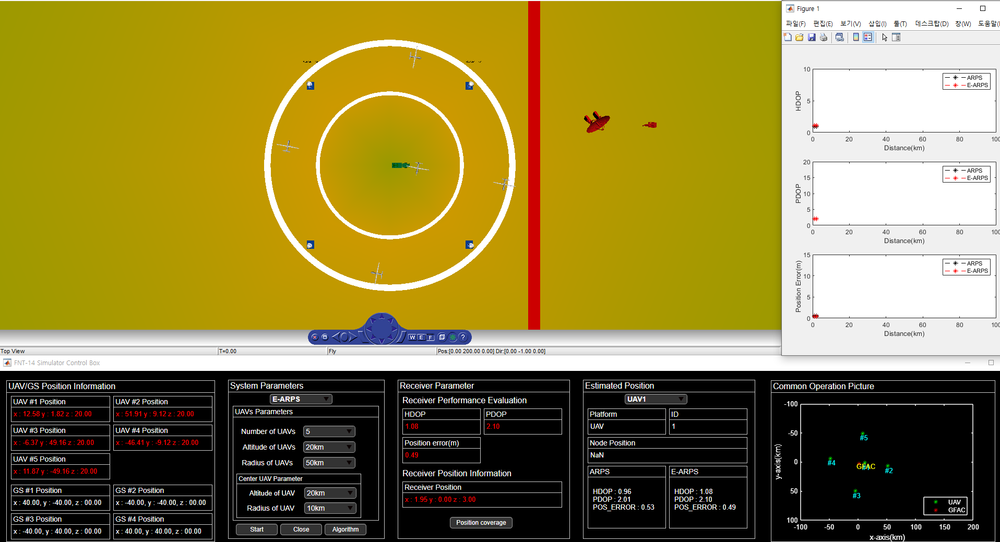 Figure 1
파일(F) 편집(E) 보기(V) 삽입(I) 툴(T) 데스크탑(D) 창(W) 도움말(
10
5
0
HDOP
ARPS
E-ARPS
0 20 40 60 80 100
Distance(km)
20
15
10
5
0
PDOP
ARPS
E-ARPS
0 20 40 60 80 100
Distance(km)
15
10
5
0
Position Error(m)
ARPS
E-ARPS
0 20 40 60 80 100
Distance(km)
W E F ?
Top View T=0.00 Fly Pos:[0.00 200.00 0.00] Dir:[0.00 -1.00 0.00]
FNT-14 Simulator Control Box
UAV/GS Position Information
UAV #1 Position
x : 12.58 y : 1.82 z : 20.00
UAV #2 Position
x : 51.91 y : 9.12 z : 20.00
UAV #3 Position
x : -6.37 y : 49.16 z : 20.00
UAV #4 Position
x : -46.41 y : -9.12 z : 20.00
UAV #5 Position
x : 11.87 y : -49.16 z : 20.00
GS #1 Position
x : 40.00, y : -40.00, z : 00.00
GS #2 Position
x : -40.00, y : -40.00, z : 00.00
GS #3 Position
x : -40.00, y : 40.00, z : 00.00
GS #4 Position
x : 40.00, y : 40.00, z : 00.00
System Parameters
E-ARPS
UAVs Parameters
Number of UAVs 5
Altitude of UAVs 20km
Radius of UAVs 50km
Center UAV Parameter
Altitude of UAV 20km
Radius of UAV 10km
Start Close Algorithm
Receiver Parameter
Receiver Performance Evaluation
HDOP
1.08
PDOP
2.10
Position error(m)
0.49
Receiver Position Information
Receiver Position
x : 1.95 y : 0.00 z : 3.00
Position coverage
Estimated Position
UAV1
Platform
UAV
ID
1
Node Position
NaN
ARPS
HDOP : 0.96
PDOP : 2.01
POS_ERROR : 0.53
E-ARPS
HDOP : 1.08
PDOP : 2.10
POS_ERROR : 0.49
Common Operation Picture
-100
-50
0
50
100
y-axis(km)
#5
#4
GFAC
#1
#2
#3
UAV
GFAC
-100 -50 0 50 100 150 200
x-axis(km)